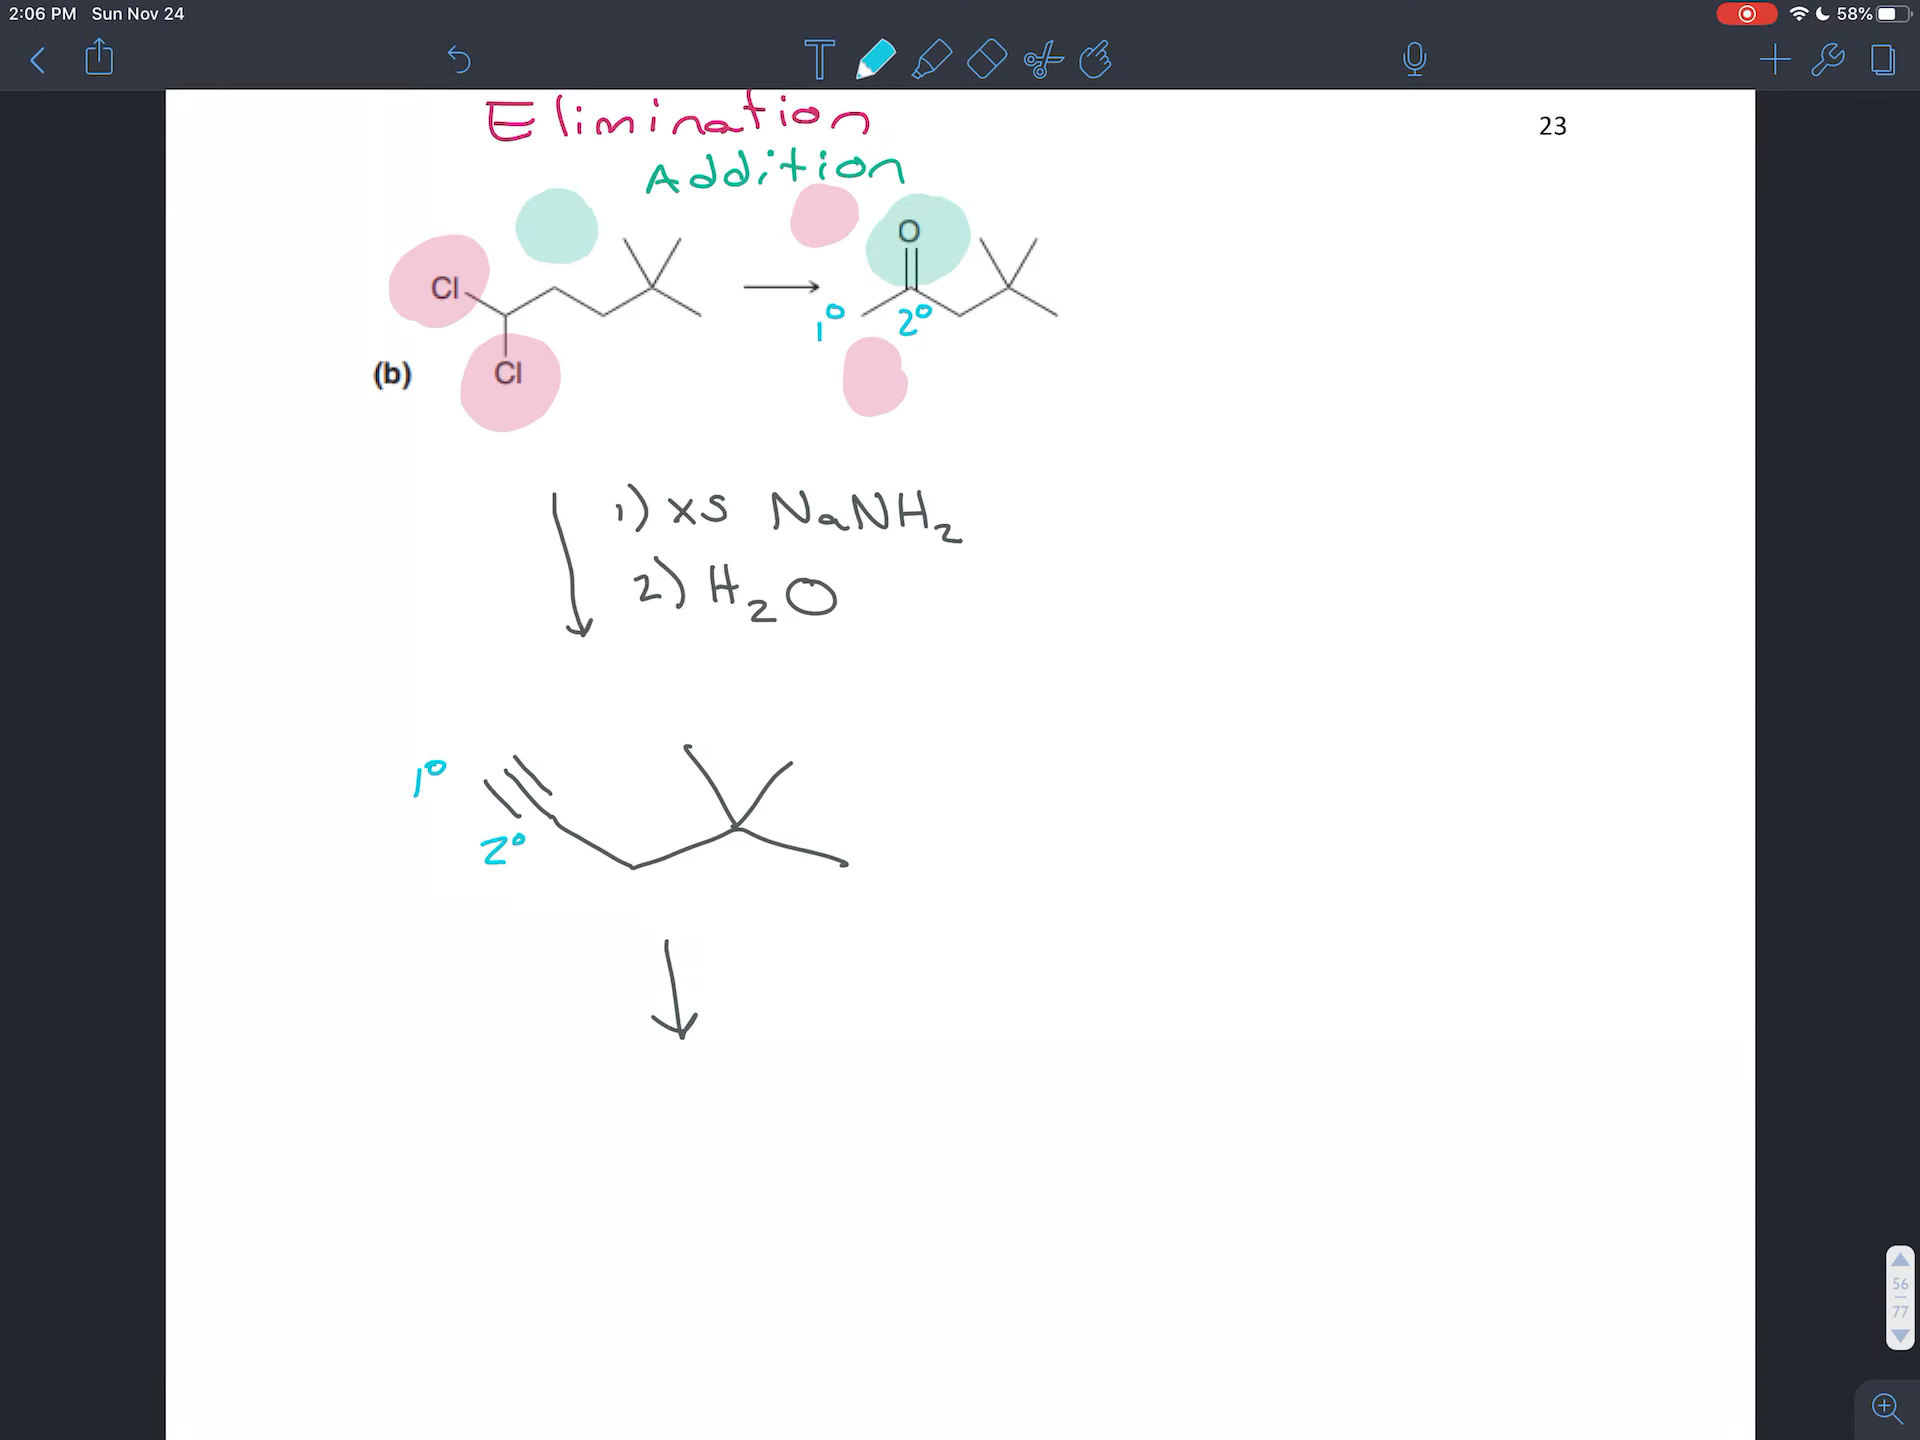 2:06 PM Sun Nov 24
58%
Elimination
23
Addition
O
Cl
1° 2°
(b)
Cl
1) xs NaNH₂
2) H₂O
1°
2°
56
77